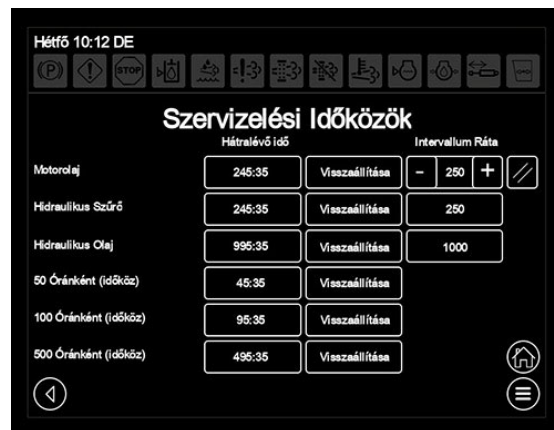 Hétfő 10:12 DE
(P) STOP
Szervizelési Időközök
Hátralévő idő Intervallum Ráta
Motorolaj 245:35 Visszaállítása - 250 +
Hidraulikus Szűrő 245:35 Visszaállítása 250
Hidraulikus Olaj 995:35 Visszaállítása 1000
50 Óránként (időköz) 45:35 Visszaállítása
100 Óránként (időköz) 95:35 Visszaállítása
500 Óránként (időköz) 495:35 Visszaállítása